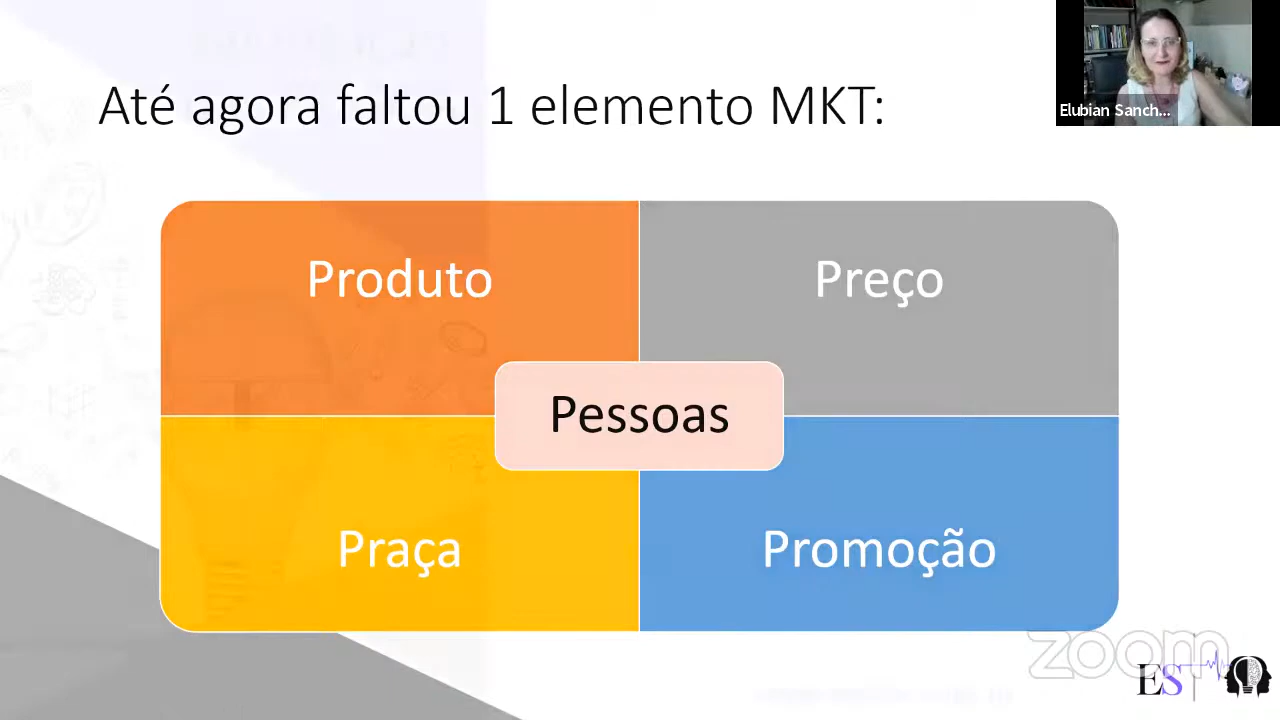 Até agora faltou 1 elemento MKT:
Elubian Sanch...
Produto
Preço
Pessoas
Praça
Promoção
zoom
ES